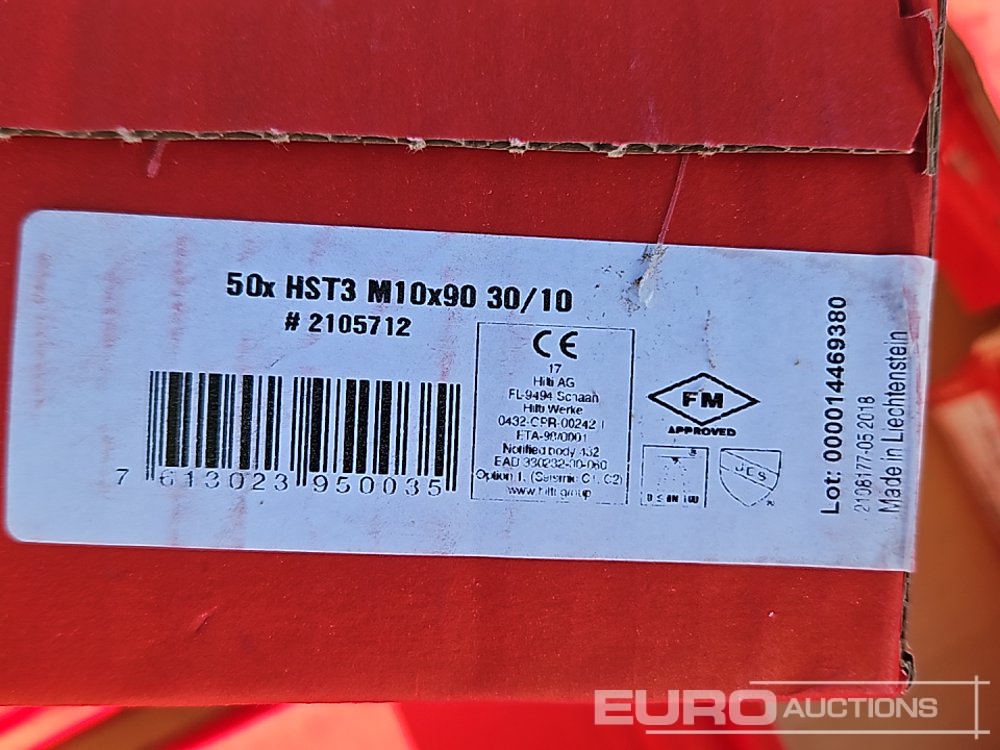 50x HST3 M10x90 30/10
# 2105712
7 613023 950035
CE
17
Hilti AG
FL-9494 Schaan
Hilti Werke
0432-CPR-00242-1
ETA-98/0001
Notified body 432
EAD 330232-00-060
Option 1, (Seismic C1, C2)
www.hilti.group
FM
APPROVED
Lot: 000014469380
2108177-05.2018
Made in Liechtenstein
EURO AUCTIONS